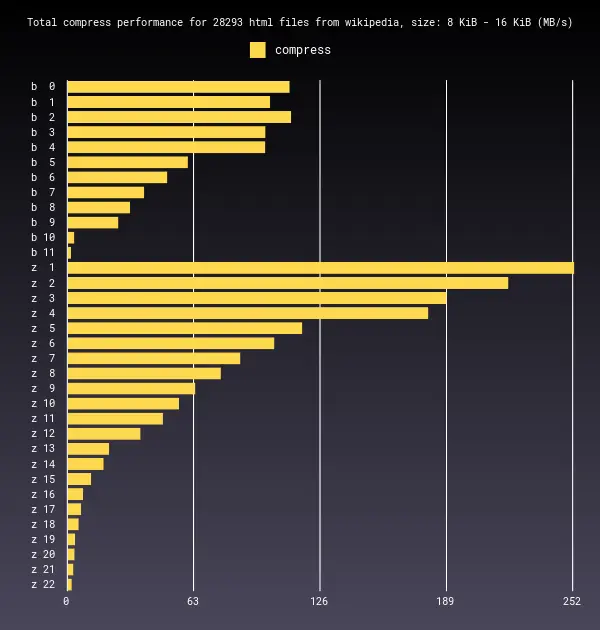 Total compress performance for 28293 html files from wikipedia, size: 8 KiB - 16 KiB (MB/s)
compress
b 0
b 1
b 2
b 3
b 4
b 5
b 6
b 7
b 8
b 9
b 10
b 11
z 1
z 2
z 3
z 4
z 5
z 6
z 7
z 8
z 9
z 10
z 11
z 12
z 13
z 14
z 15
z 16
z 17
z 18
z 19
z 20
z 21
z 22
0 63 126 189 252